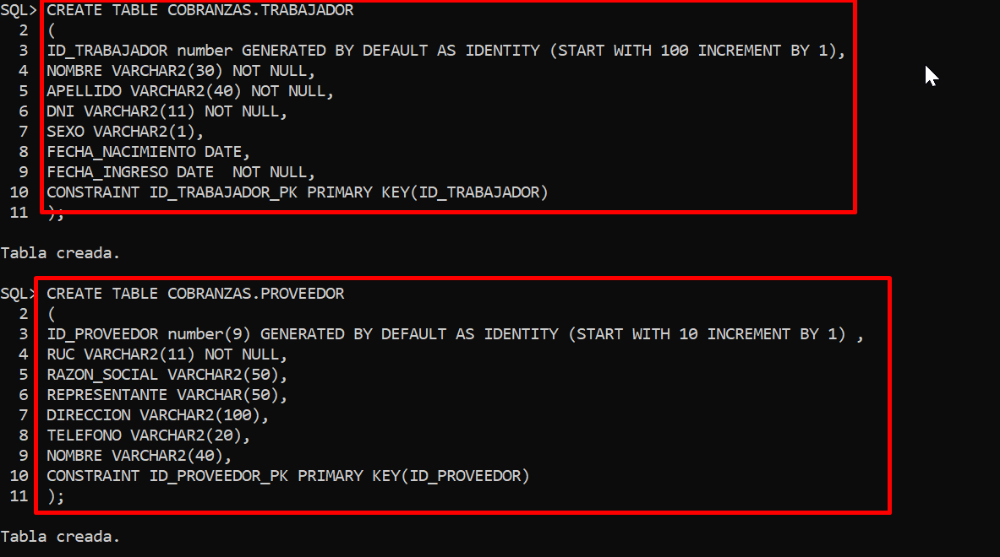 SQL> CREATE TABLE COBRANZAS.TRABAJADOR
2 (
3 ID_TRABAJADOR number GENERATED BY DEFAULT AS IDENTITY (START WITH 100 INCREMENT BY 1),
4 NOMBRE VARCHAR2(30) NOT NULL,
5 APELLIDO VARCHAR2(40) NOT NULL,
6 DNI VARCHAR2(11) NOT NULL,
7 SEXO VARCHAR2(1),
8 FECHA_NACIMIENTO DATE,
9 FECHA_INGRESO DATE  NOT NULL,
10 CONSTRAINT ID_TRABAJADOR_PK PRIMARY KEY(ID_TRABAJADOR)
11 );
Tabla creada.
SQL> CREATE TABLE COBRANZAS.PROVEEDOR
2 (
3 ID_PROVEEDOR number(9) GENERATED BY DEFAULT AS IDENTITY (START WITH 10 INCREMENT BY 1) ,
4 RUC VARCHAR2(11) NOT NULL,
5 RAZON_SOCIAL VARCHAR2(50),
6 REPRESENTANTE VARCHAR(50),
7 DIRECCION VARCHAR2(100),
8 TELEFONO VARCHAR2(20),
9 NOMBRE VARCHAR2(40),
10 CONSTRAINT ID_PROVEEDOR_PK PRIMARY KEY(ID_PROVEEDOR)
11 );
Tabla creada.